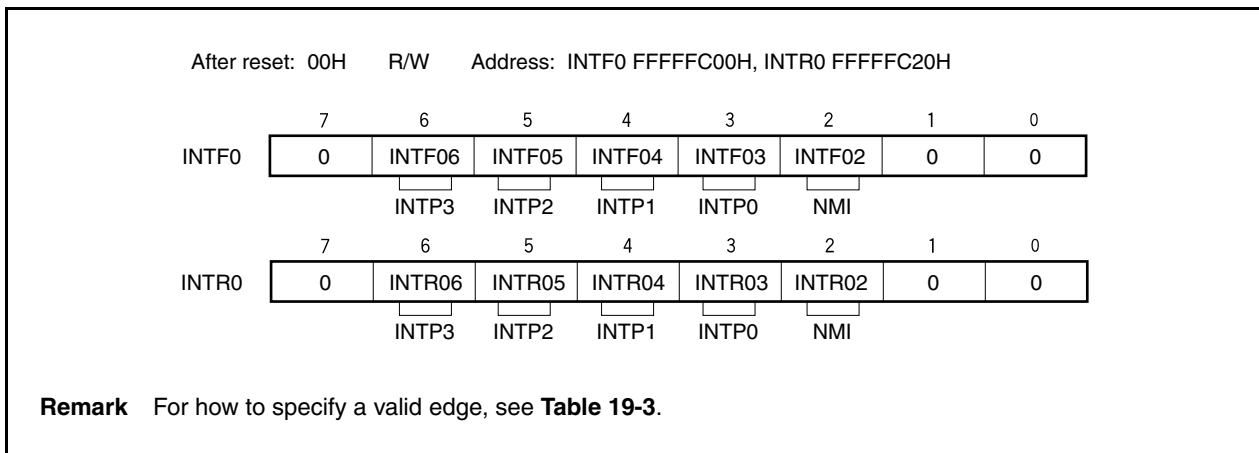 After reset: 00H R/W Address: INTF0 FFFFFC00H, INTR0 FFFFFC20H
7 6 5 4 3 2 1 0
INTF0 0 INTF06 INTF05 INTF04 INTF03 INTF02 0 0
INTP3 INTP2 INTP1 INTP0 NMI
7 6 5 4 3 2 1 0
INTR0 0 INTR06 INTR05 INTR04 INTR03 INTR02 0 0
INTP3 INTP2 INTP1 INTP0 NMI
Remark For how to specify a valid edge, see Table 19-3.